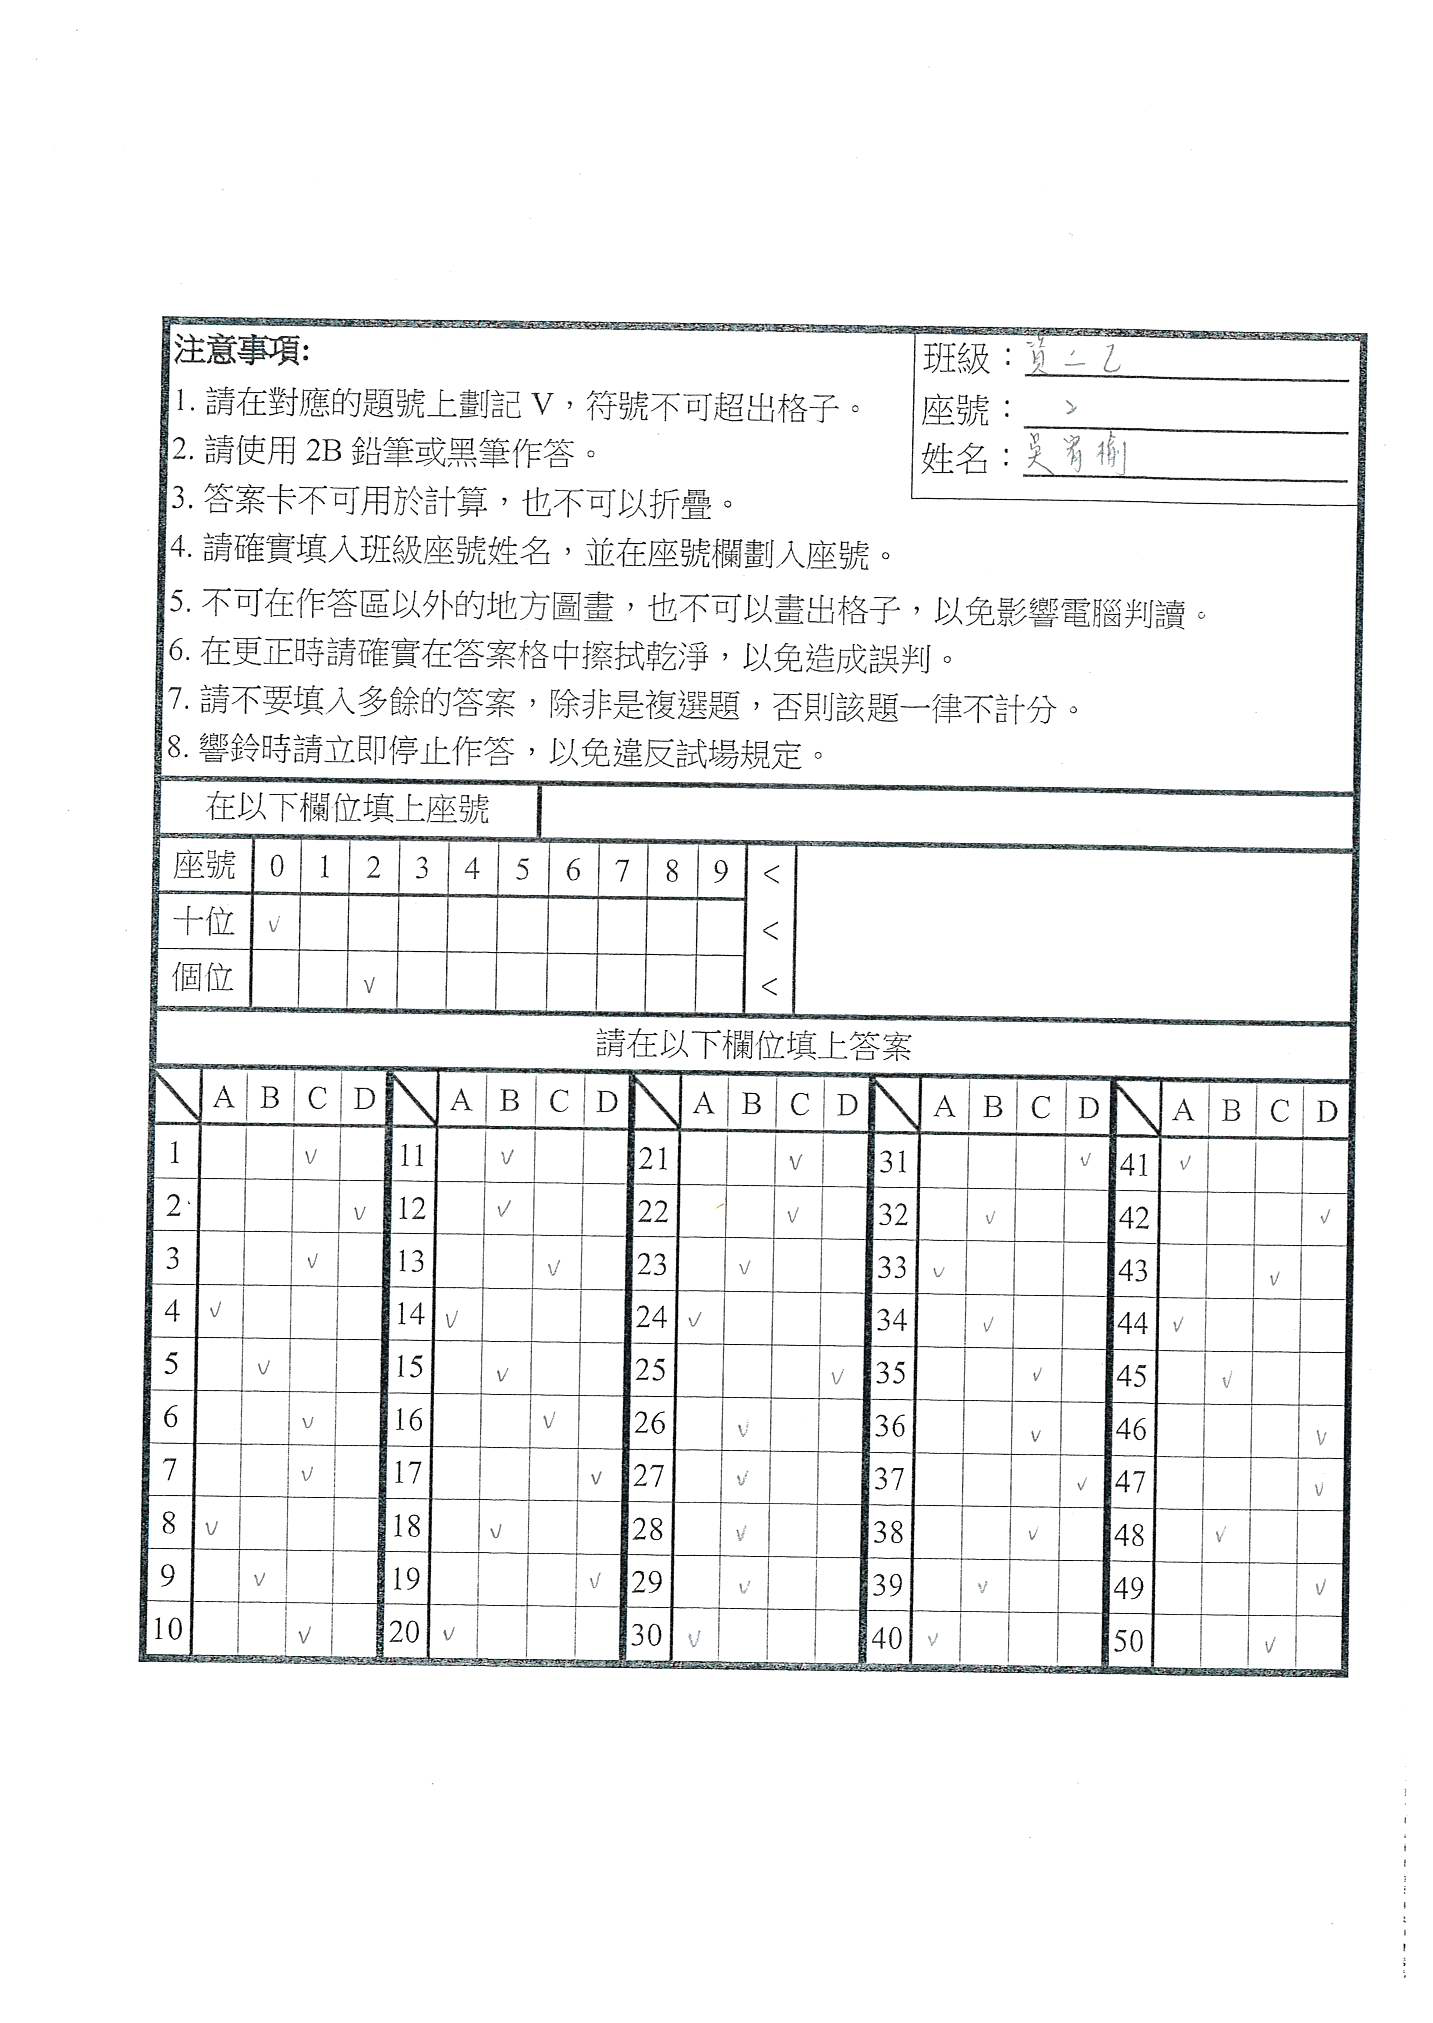 注意事項:
1. 請在對應的題號上劃記 V，符號不可超出格子。
2. 請使用 2B 鉛筆或黑筆作答。
3. 答案卡不可用於計算，也不可以折疊。
4. 請確實填入班級座號姓名，並在座號欄劃入座號。
5. 不可在作答區以外的地方圖畫，也不可以畫出格子，以免影響電腦判讀。
6. 在更正時請確實在答案格中擦拭乾淨，以免造成誤判。
7. 請不要填入多餘的答案，除非是複選題，否則該題一律不計分。
8. 響鈴時請立即停止作答，以免違反試場規定。
班級：資二乙
座號：2
姓名：吳宥榆
在以下欄位填上座號
座號 0 1 2 3 4 5 6 7 8 9 <
十位 V <
個位 V <
請在以下欄位填上答案
A B C D A B C D A B C D A B C D A B C D
1 V 11 V 21 V 31 V 41 V
2 V 12 V 22 V 32 V 42 V
3 V 13 V 23 V 33 V 43 V
4 V 14 V 24 V 34 V 44 V
5 V 15 V 25 V 35 V 45 V
6 V 16 V 26 V 36 V 46 V
7 V 17 V 27 V 37 V 47 V
8 V 18 V 28 V 38 V 48 V
9 V 19 V 29 V 39 V 49 V
10 V 20 V 30 V 40 V 50 V